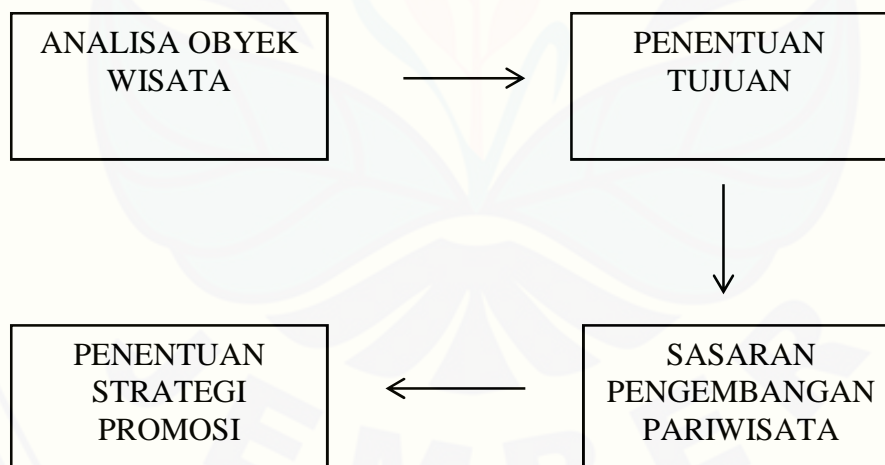 ANALISA OBYEK
WISATA
PENENTUAN
TUJUAN
SASARAN
PENGEMBANGAN
PARIWISATA
PENENTUAN
STRATEGI
PROMOSI